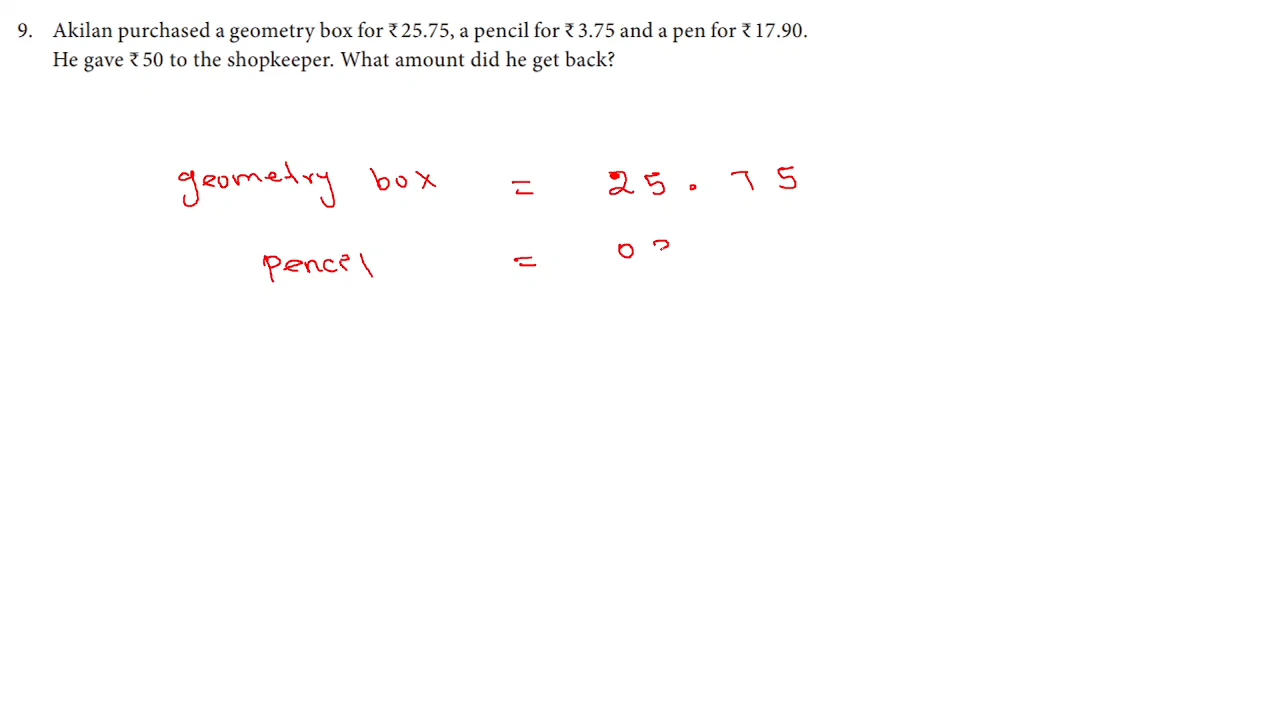 9. Akilan purchased a geometry box for ₹25.75, a pencil for ₹3.75 and a pen for ₹17.90.
He gave ₹50 to the shopkeeper. What amount did he get back?
geometry box = 25.75
pencil = 0